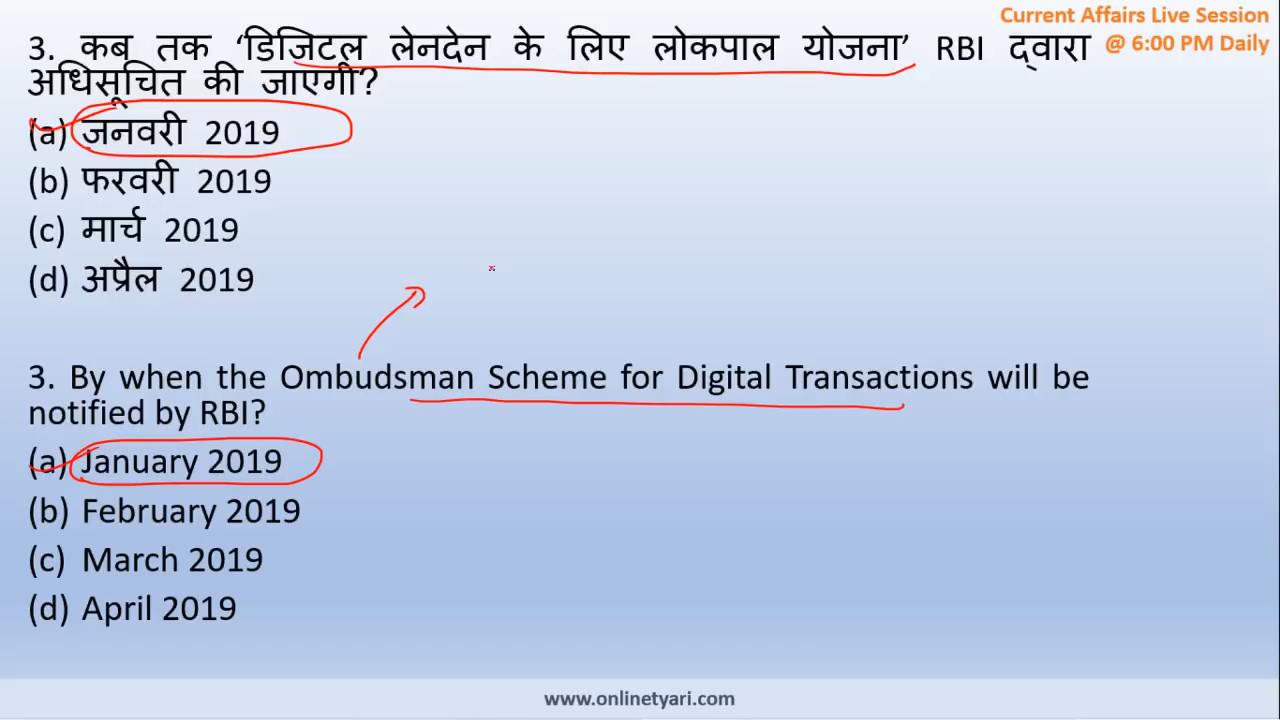 Current Affairs Live Session
@ 6:00 PM Daily
3. कब तक ‘डिजिटल लेनदेन के लिए लोकपाल योजना’ RBI द्वारा
अधिसूचित की जाएगी?
(a) जनवरी 2019
(b) फरवरी 2019
(c) मार्च 2019
(d) अप्रैल 2019
3. By when the Ombudsman Scheme for Digital Transactions will be
notified by RBI?
(a) January 2019
(b) February 2019
(c) March 2019
(d) April 2019
www.onlinetyari.com